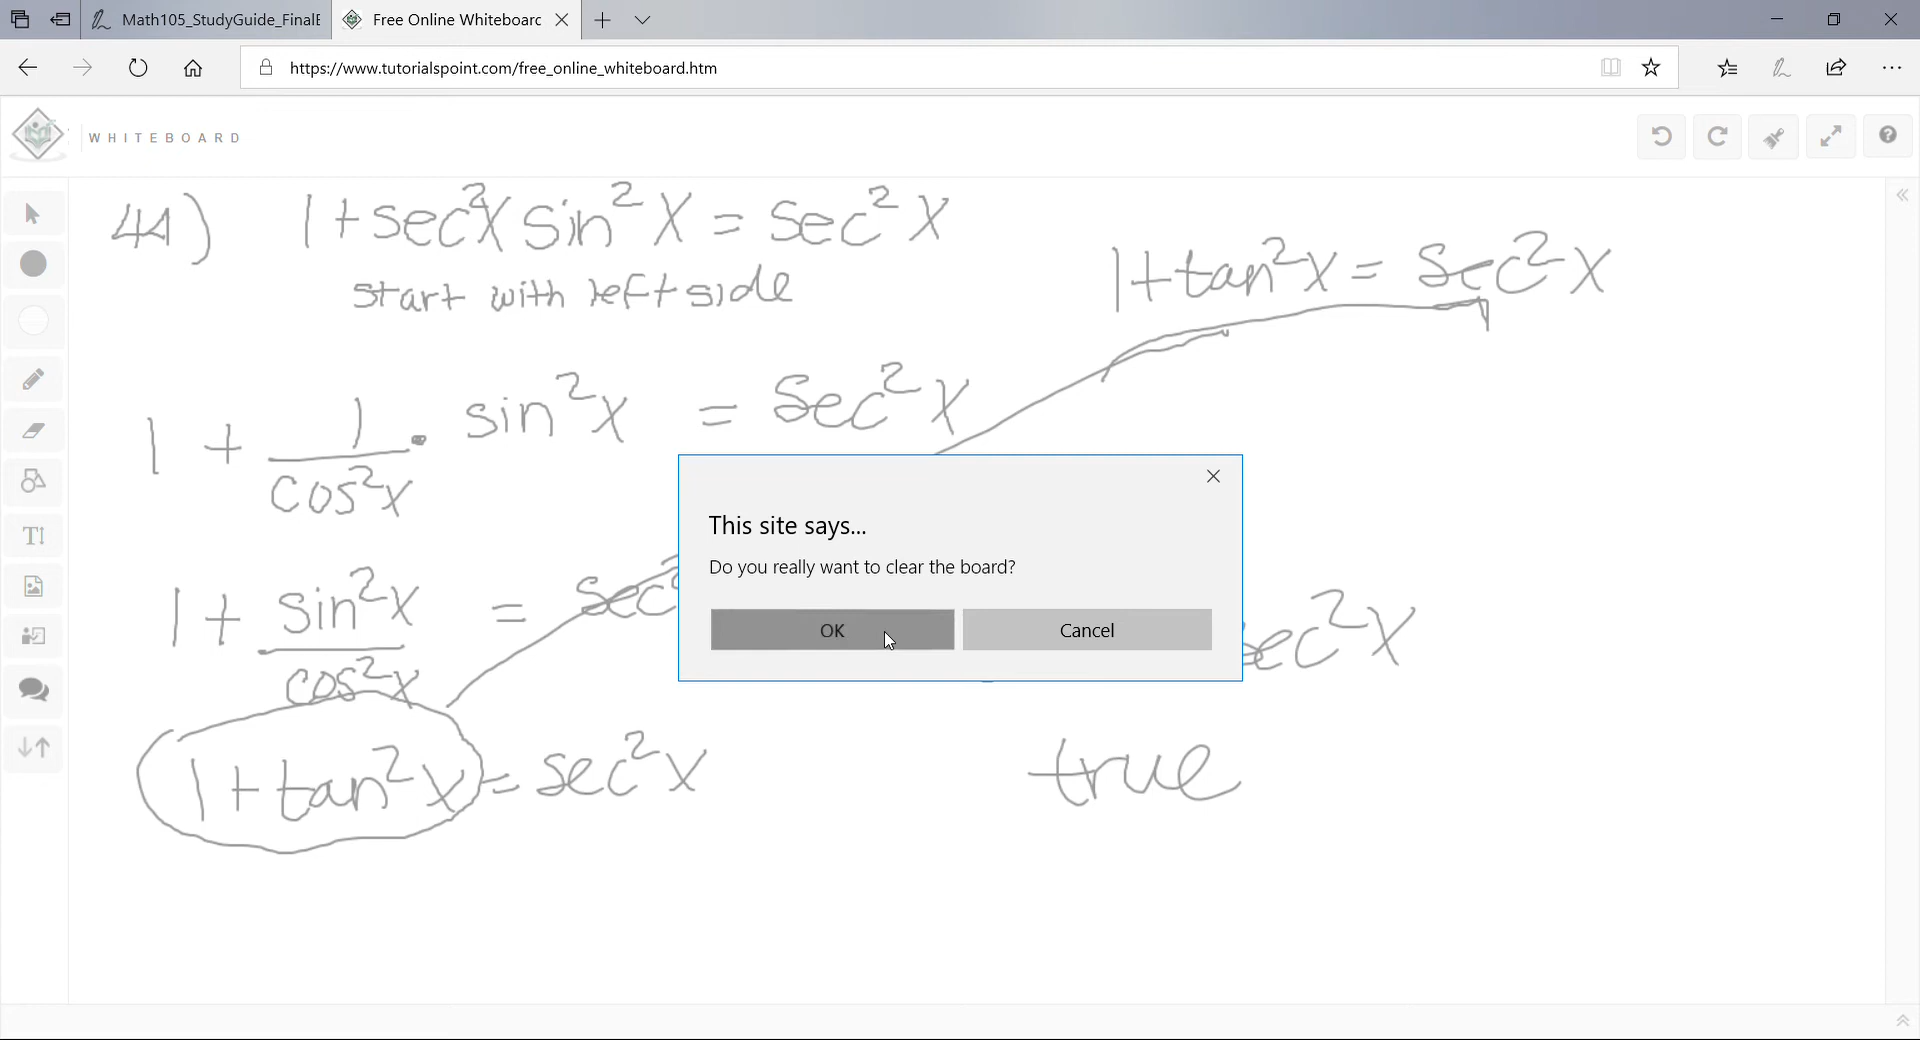 Math105_StudyGuide_FinalE
Free Online Whiteboard
https://www.tutorialspoint.com/free_online_whiteboard.htm
WHITEBOARD
44) 1+sec²x sin²x = sec²x
start with left side
1+tan²x = sec²x
1 + 1/cos²x · sin²x = sec²x
This site says...
Do you really want to clear the board?
OK Cancel
1 + sin²x/cos²x = sec²
sec²x
1+tan²x = sec²x
true